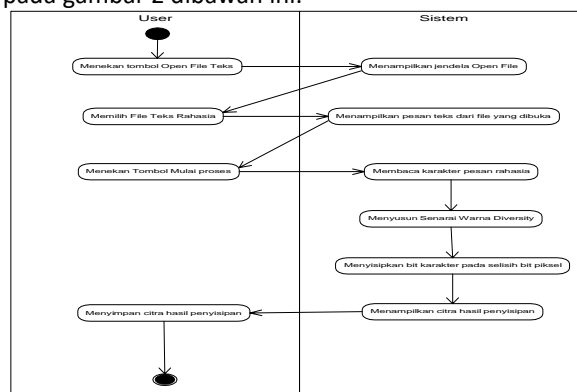 pada gambar 2 dibawah ini.
User
Sistem
Menekan tombol Open File Teks
Menampilkan jendela Open File
Memilih File Teks Rahasia
Menampilkan pesan teks dari file yang dibuka
Menekan Tombol Mulai proses
Membaca karakter pesan rahasia
Menyusun Senarai Warna Diversity
Menyisipkan bit karakter pada selisih bit piksel
Menyimpan citra hasil penyisipan
Menampilkan citra hasil penyisipan